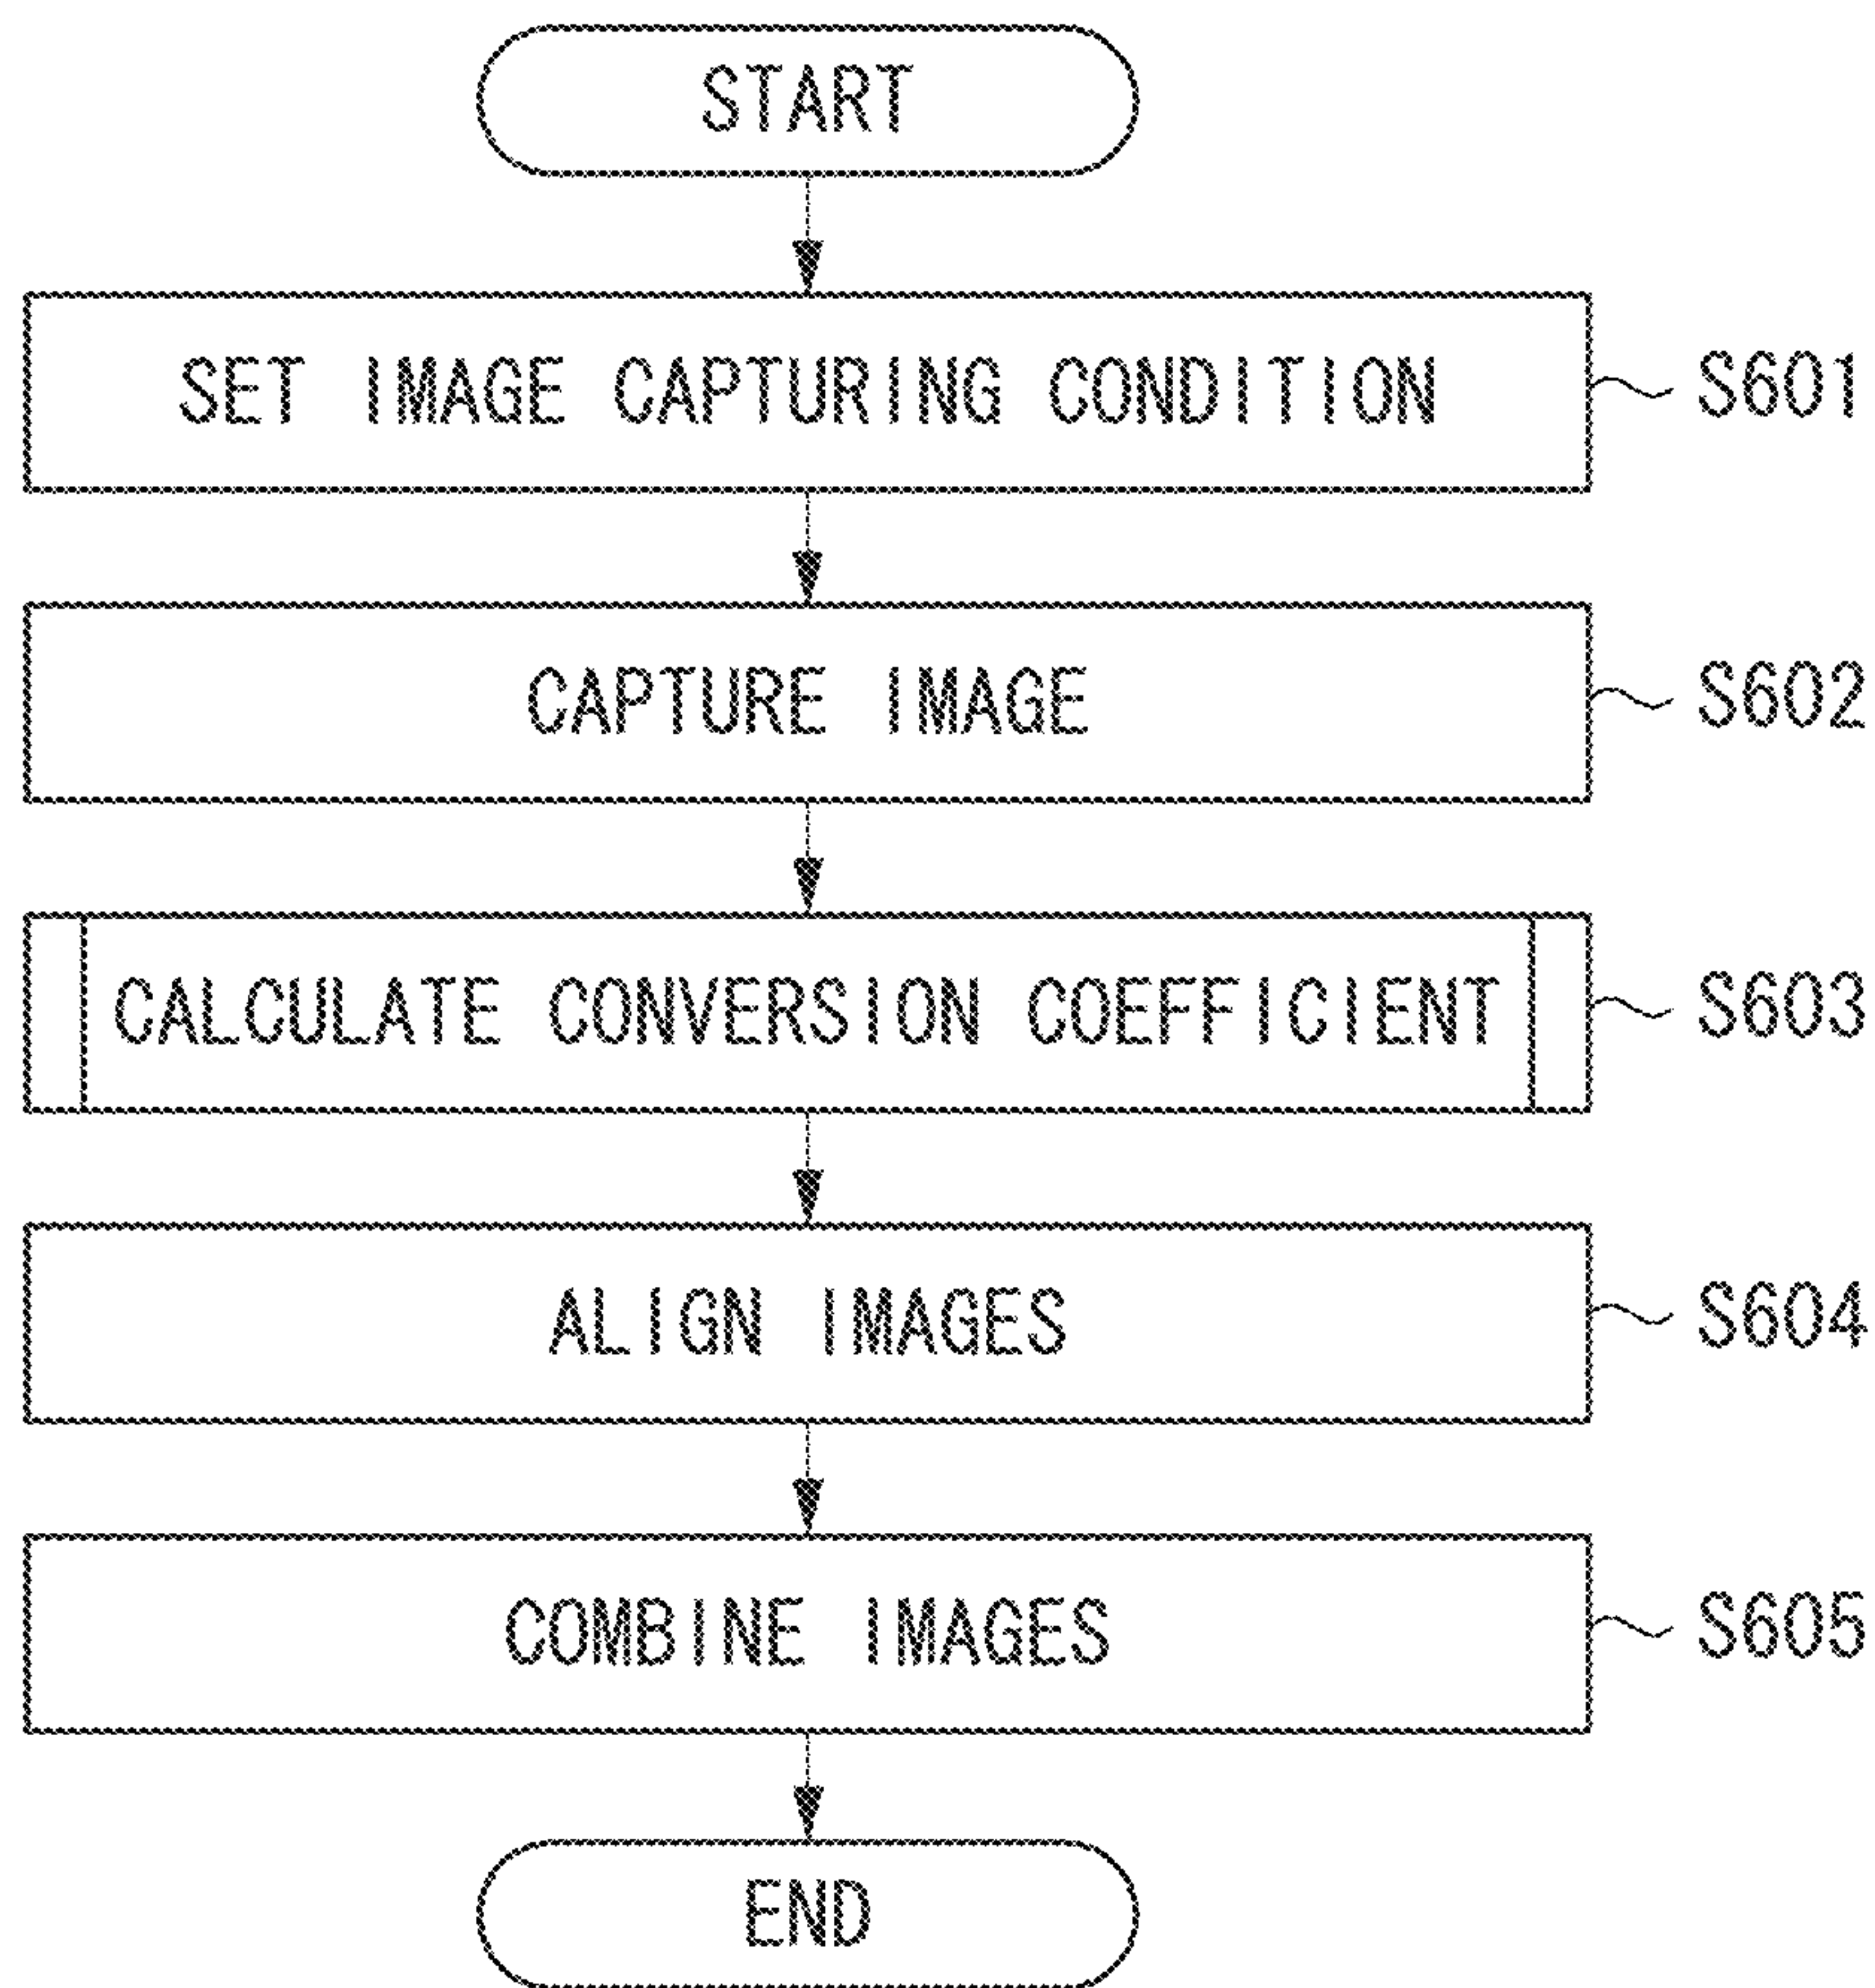 START
SET IMAGE CAPTURING CONDITION
S601
CAPTURE IMAGE
S602
CALCULATE CONVERSION COEFFICIENT
S603
ALIGN IMAGES
S604
COMBINE IMAGES
S605
END